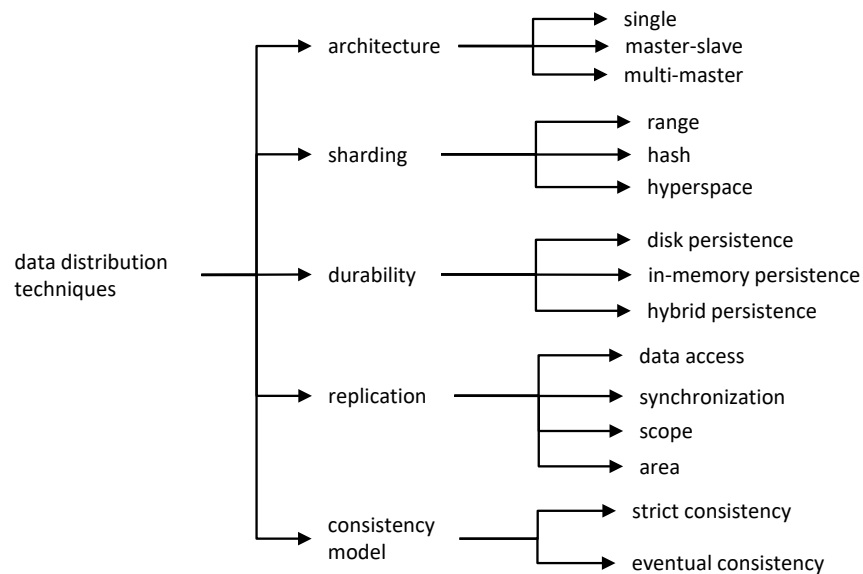 data distribution
techniques
architecture
single
master-slave
multi-master
sharding
range
hash
hyperspace
durability
disk persistence
in-memory persistence
hybrid persistence
replication
data access
synchronization
scope
area
consistency
model
strict consistency
eventual consistency